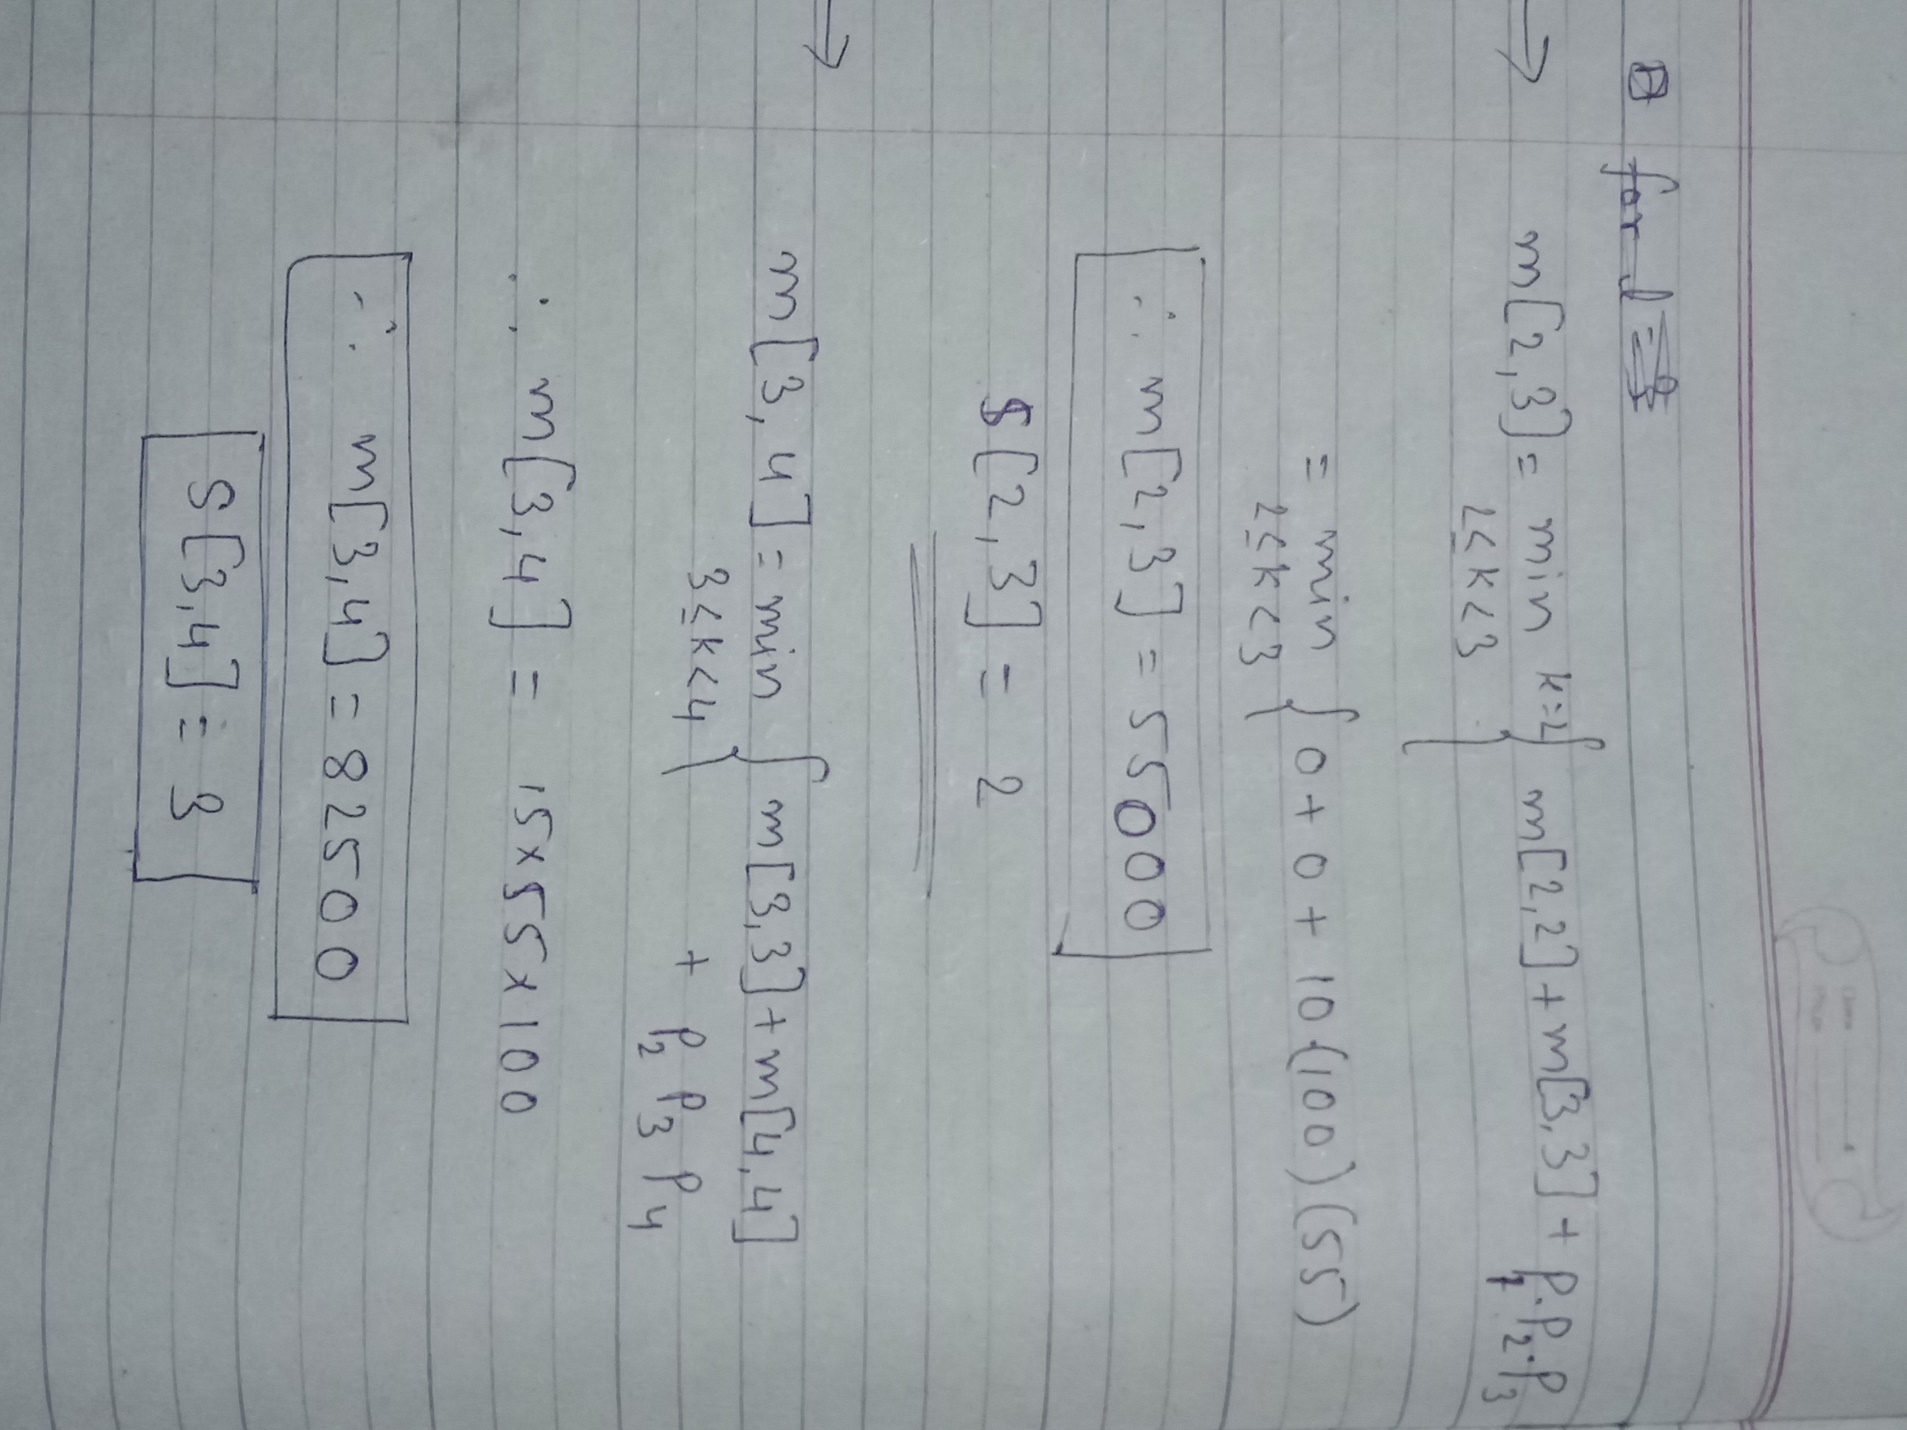 for l=3
→ m[2,3] = min k=2 { m[2,2] + m[3,3] + P1·P2·P3
2≤k<3 }
= min { 0 + 0 + 10 (100) (55)
2≤k<3 }
∴ m[2,3] = 55000
S[2,3] = 2
→ m[3,4] = min { m[3,3] + m[4,4]
3≤k<4 } + P2 P3 P4
∴ m[3,4] = 15×55×100
∴ m[3,4] = 82500
S[3,4] = 3